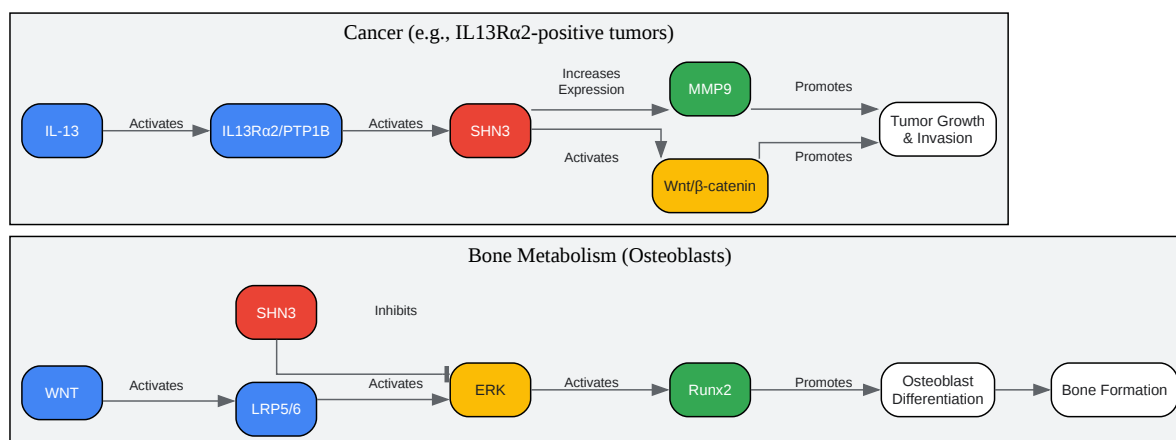 Cancer (e.g., IL13Rα2-positive tumors)
IL-13
Activates
IL13Rα2/PTP1B
Activates
SHN3
Increases
Expression
MMP9
Promotes
Activates
Wnt/β-catenin
Promotes
Tumor Growth
& Invasion
Bone Metabolism (Osteoblasts)
SHN3
Inhibits
WNT
Activates
LRP5/6
Activates
ERK
Activates
Runx2
Promotes
Osteoblast
Differentiation
Bone Formation